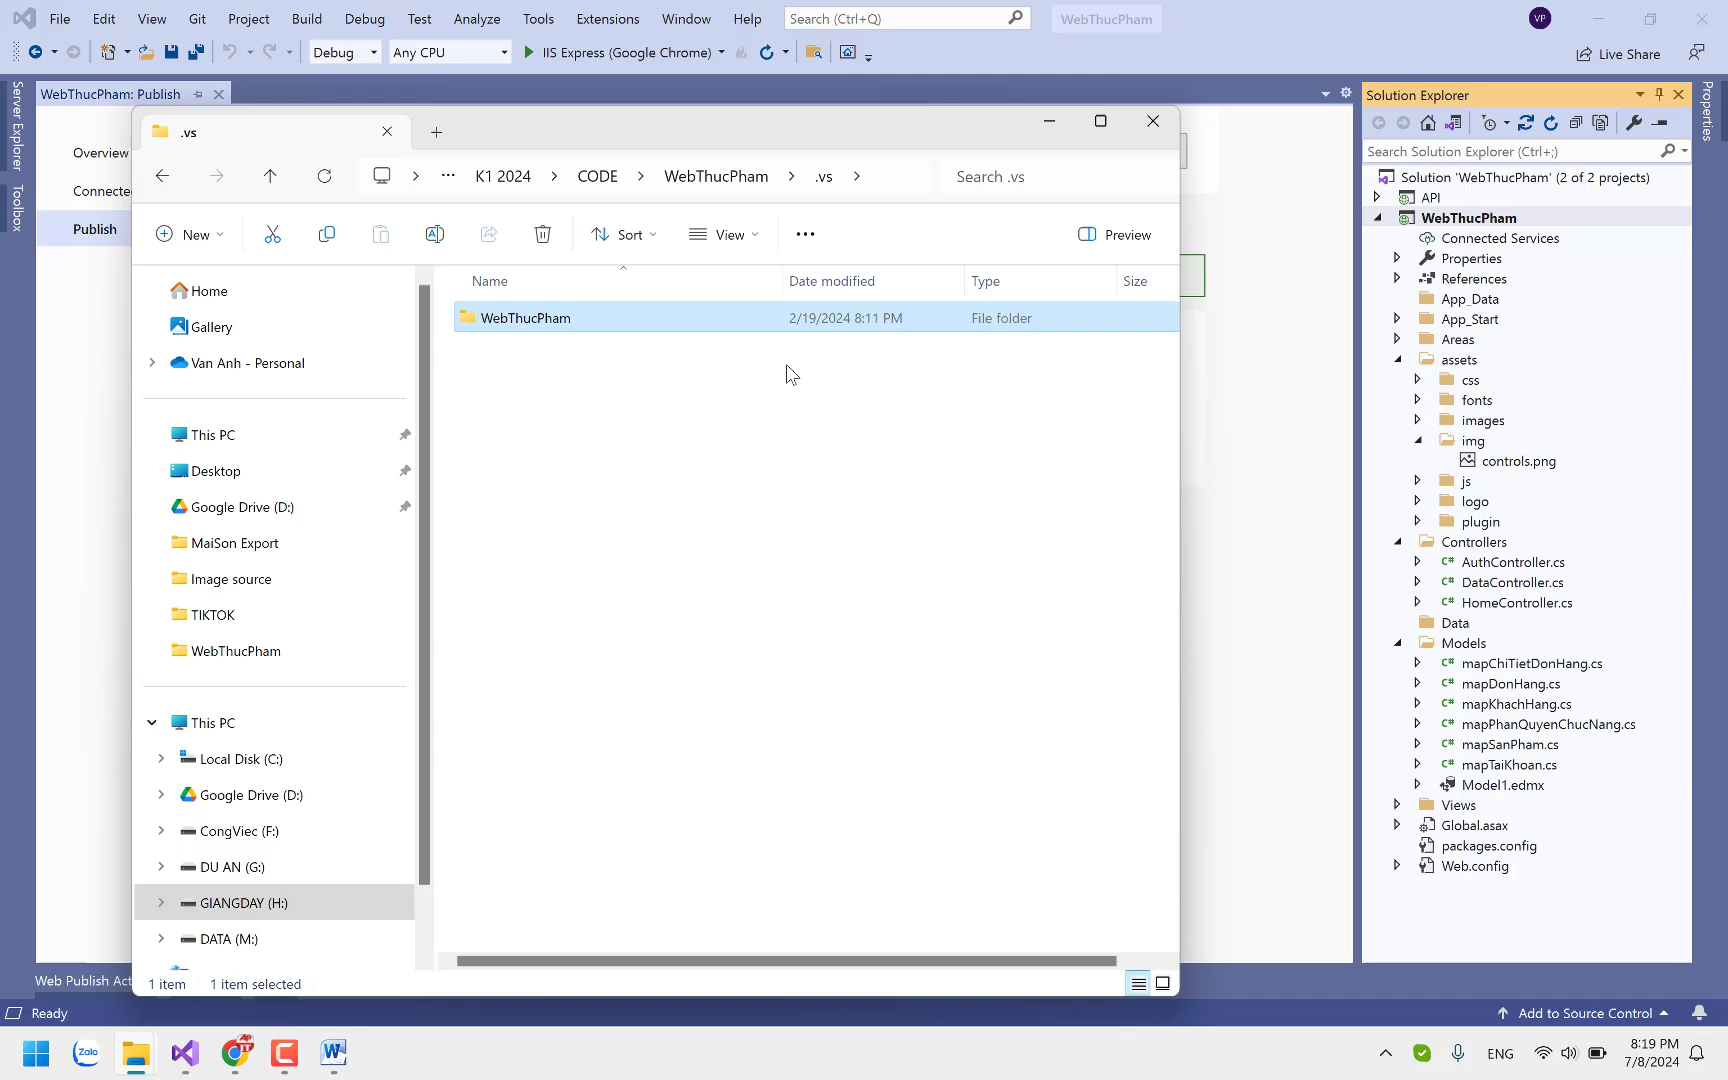 File Edit View Git Project Build Debug Test Analyze Tools Extensions Window Help Search (Ctrl+Q) WebThucPham VP
Debug Any CPU IIS Express (Google Chrome) Live Share
Server Explorer
Toolbox
WebThucPham: Publish
Overview
Connecte
Publish
.vs
K1 2024 CODE WebThucPham .vs Search .vs
New Sort View Preview
Name Date modified Type Size
WebThucPham 2/19/2024 8:11 PM File folder
Home
Gallery
Van Anh - Personal
This PC
Desktop
Google Drive (D:)
MaiSon Export
Image source
TIKTOK
WebThucPham
This PC
Local Disk (C:)
Google Drive (D:)
CongViec (F:)
DU AN (G:)
GIANGDAY (H:)
DATA (M:)
1 item 1 item selected
Web Publish Act
Solution Explorer
Search Solution Explorer (Ctrl+;)
Solution 'WebThucPham' (2 of 2 projects)
API
WebThucPham
Connected Services
Properties
References
App_Data
App_Start
Areas
assets
css
fonts
images
img
controls.png
js
logo
plugin
Controllers
C# AuthController.cs
C# DataController.cs
C# HomeController.cs
Data
Models
C# mapChiTietDonHang.cs
C# mapDonHang.cs
C# mapKhachHang.cs
C# mapPhanQuyenChucNang.cs
C# mapSanPham.cs
C# mapTaiKhoan.cs
Model1.edmx
Views
Global.asax
packages.config
Web.config
Properties
Ready Add to Source Control
Zalo ENG 8:19 PM
7/8/2024